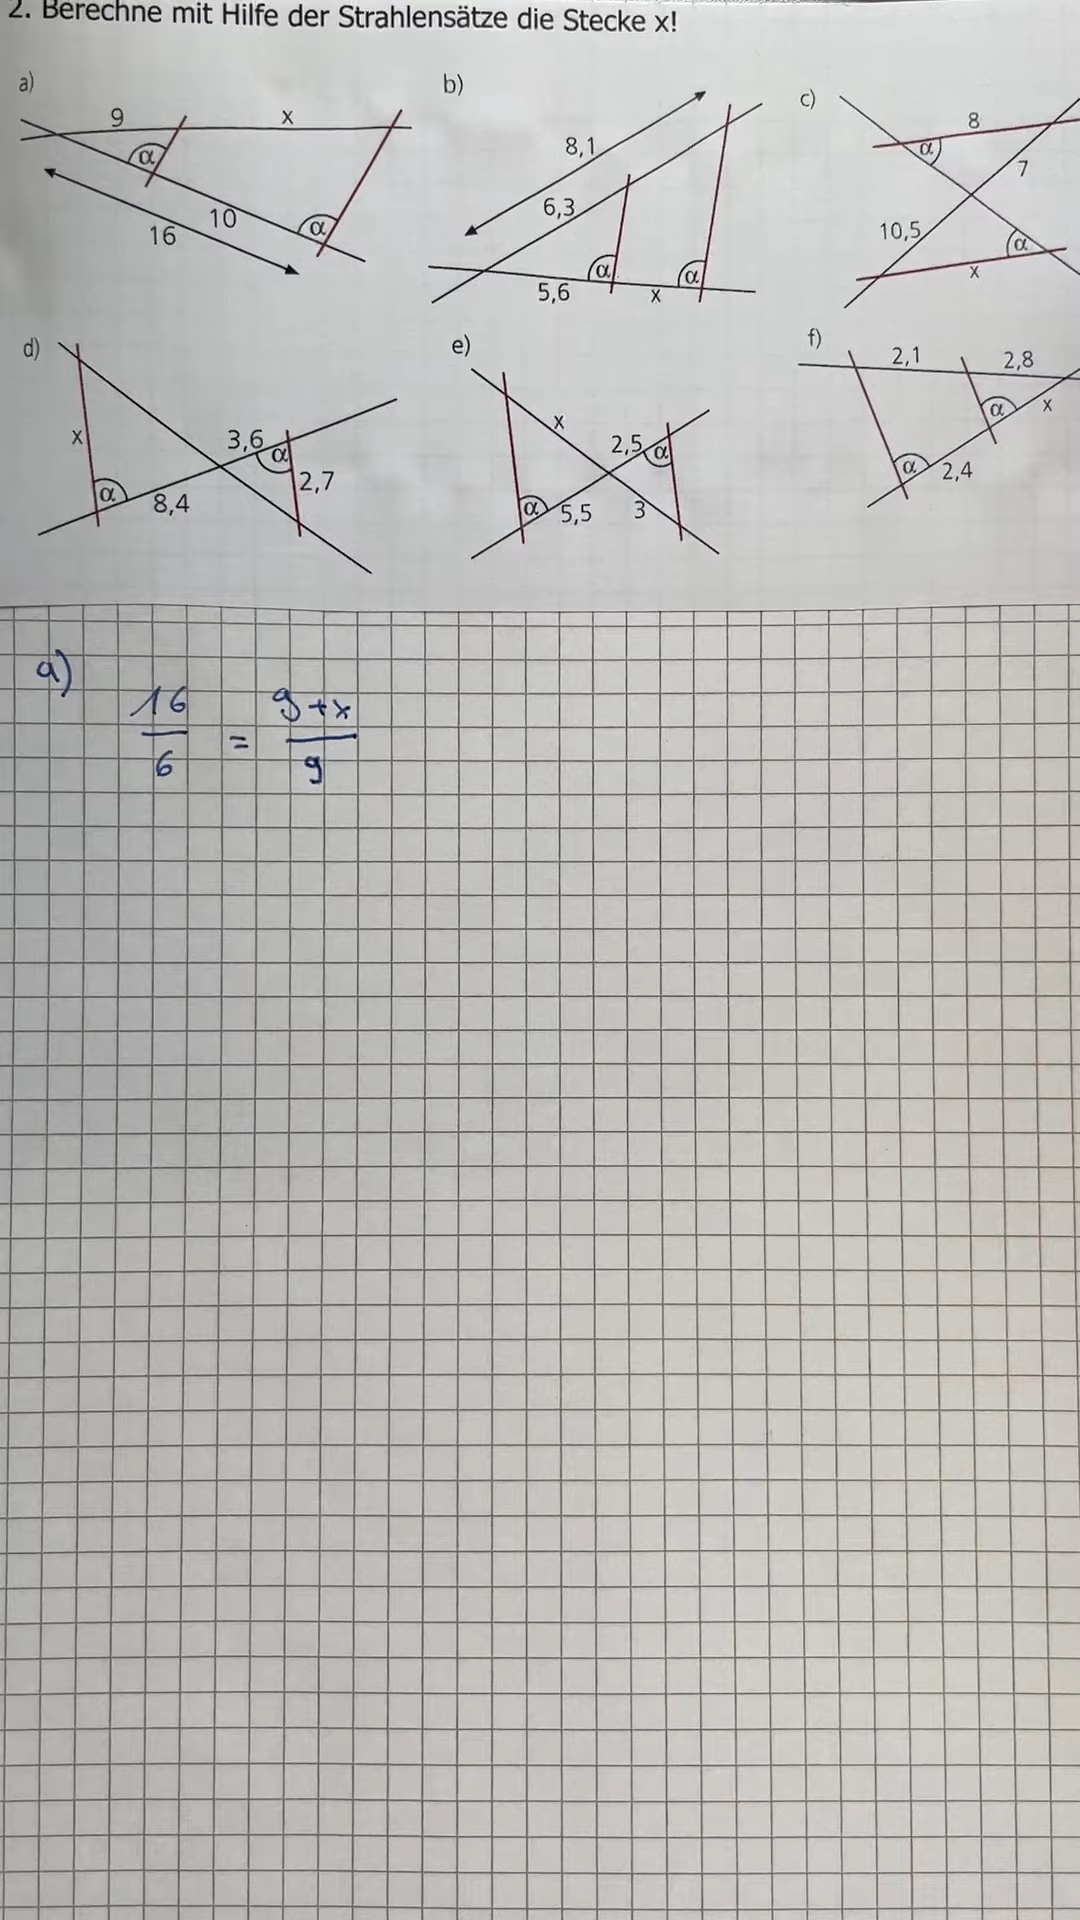 2. Berechne mit Hilfe der Strahlensätze die Stecke x!
a)
9
x
α
10
α
16
b)
8,1
6,3
α
α
5,6
x
c)
8
α
7
10,5
α
x
d)
x
3,6
α
2,7
α
8,4
e)
x
2,5
α
α
5,5
3
f)
2,1
2,8
α
x
α
2,4
a)
16/6 = 9+x/9